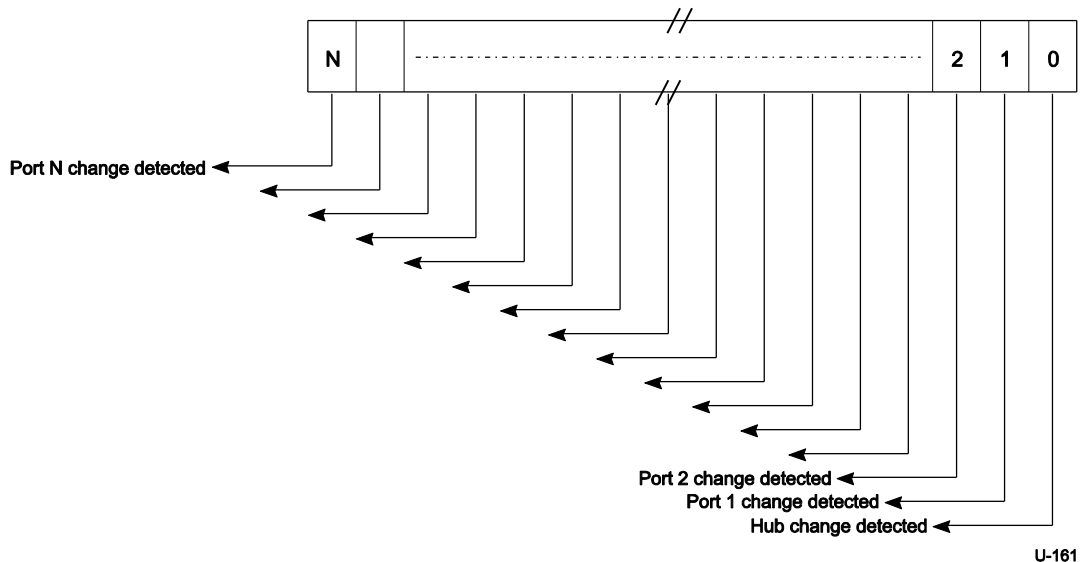 N 2 1 0
Port N change detected
Port 2 change detected
Port 1 change detected
Hub change detected
U-161